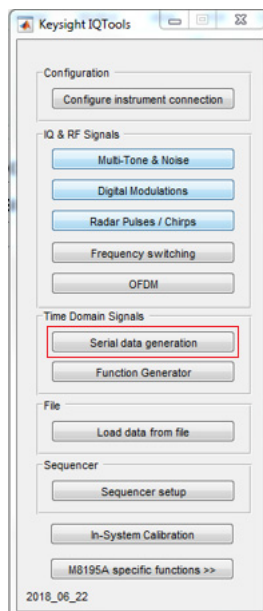 Keysight IQTools
Configuration
Configure instrument connection
IQ & RF Signals
Multi-Tone & Noise
Digital Modulations
Radar Pulses / Chirps
Frequency switching
OFDM
Time Domain Signals
Serial data generation
Function Generator
File
Load data from file
Sequencer
Sequencer setup
In-System Calibration
M8195A specific functions >>
2018_06_22